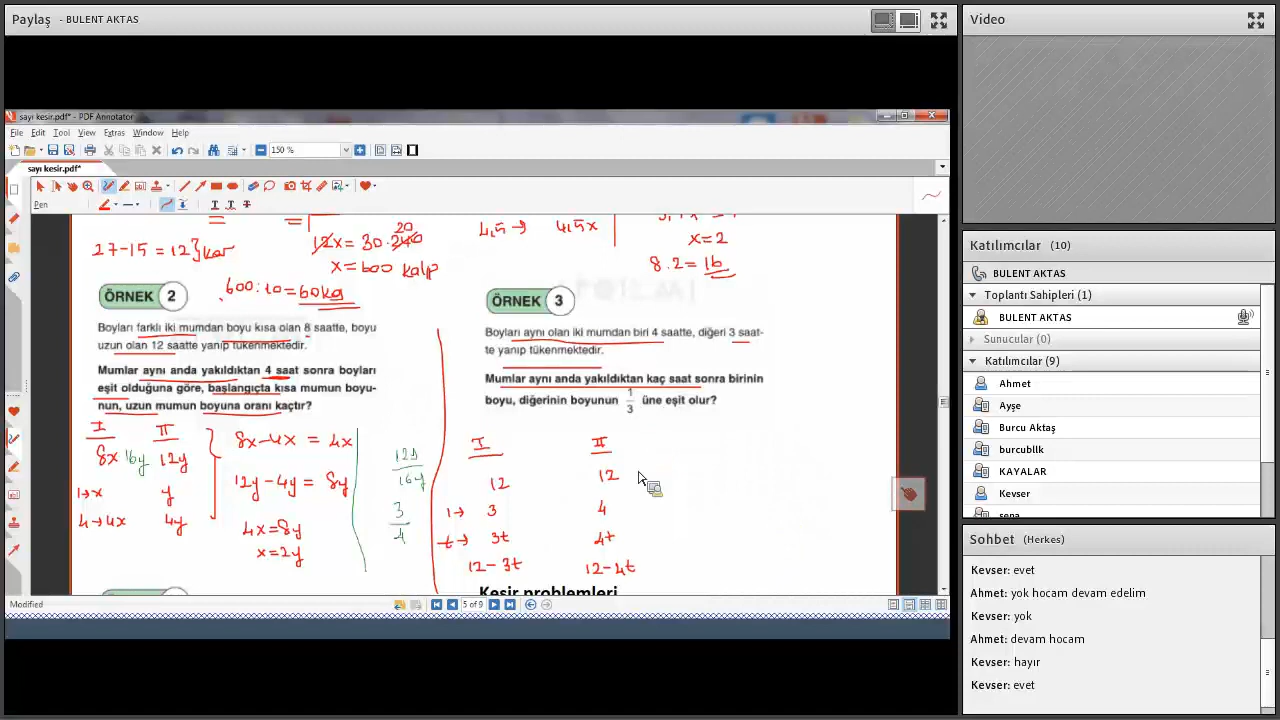 Paylaş - BULENT AKTAS
sayı kesir.pdf* - PDF Annotator
File Edit Tool View Extras Window Help
150 %
sayı kesir.pdf*
Pen
27-15 = 12} kar
12x = 30.240
20
x = 600 kalıp
600:10 = 60kg
4,5 → 4,5x
x=2
8.2 = 16
ÖRNEK 2
Boyları farklı iki mumdan boyu kısa olan 8 saatte, boyu
uzun olan 12 saatte yanıp tükenmektedir.
Mumlar aynı anda yakıldıktan 4 saat sonra boyları
eşit olduğuna göre, başlangıçta kısa mumun boyu-
nun, uzun mumun boyuna oranı kaçtır?
I II
8x 16y 12y
1→x y
4→4x 4y
8x-4x = 4x
12y-4y = 8y
4x=8y
x=2y
12y
16y
3
4
ÖRNEK 3
Boyları aynı olan iki mumdan biri 4 saatte, diğeri 3 saat-
te yanıp tükenmektedir.
Mumlar aynı anda yakıldıktan kaç saat sonra birinin
boyu, diğerinin boyunun 1/3 üne eşit olur?
I II
12 12
1→ 3 4
t→ 3t 4t
12-3t 12-4t
Kesir problemleri
Modified
5 of 9
Video
Katılımcılar (10)
BULENT AKTAS
Toplantı Sahipleri (1)
BULENT AKTAS
Sunucular (0)
Katılımcılar (9)
Ahmet
Ayşe
Burcu Aktaş
burcubllk
KAYALAR
Kevser
sena
Sohbet (Herkes)
Kevser: evet
Ahmet: yok hocam devam edelim
Kevser: yok
Ahmet: devam hocam
Kevser: hayır
Kevser: evet